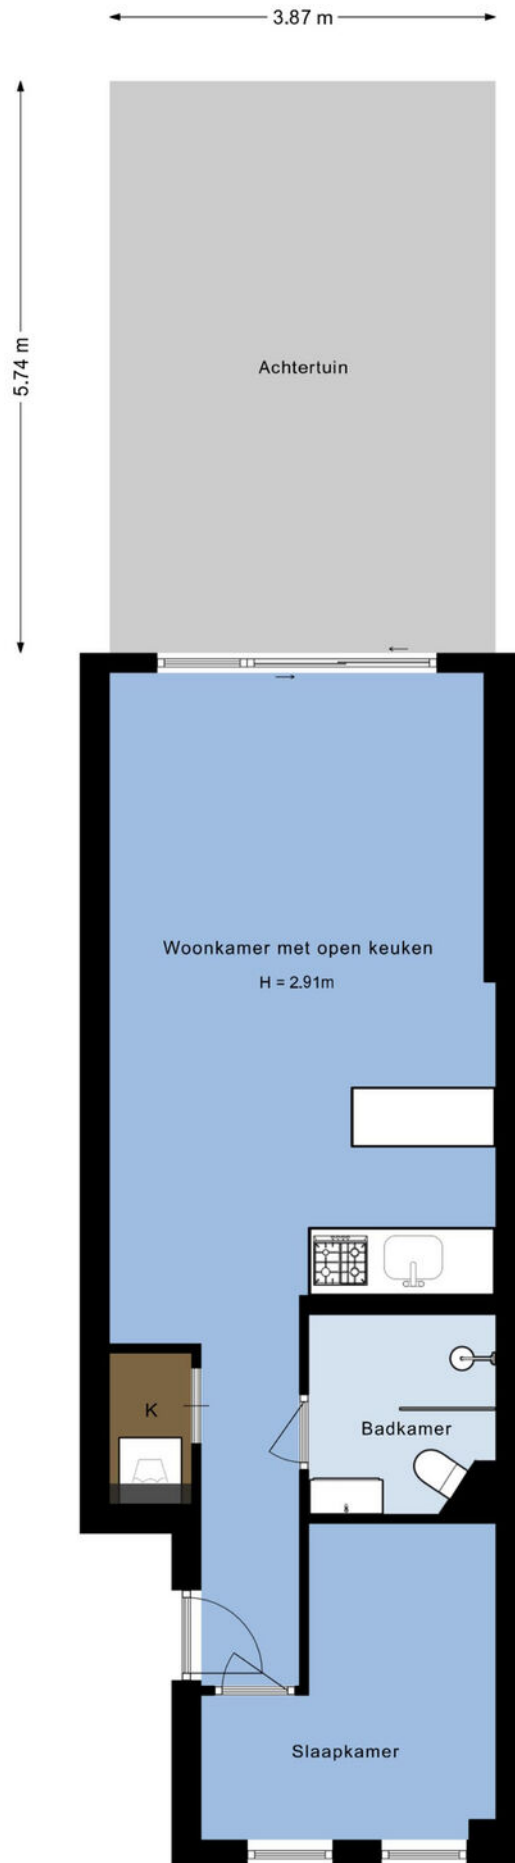 3.87 m
5.74 m
Achtertuin
Woonkamer met open keuken
H = 2.91m
K
Badkamer
Slaapkamer